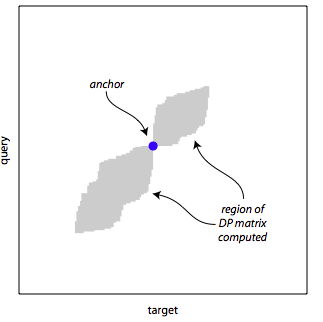 anchor
query
region of
DP matrix
computed
target